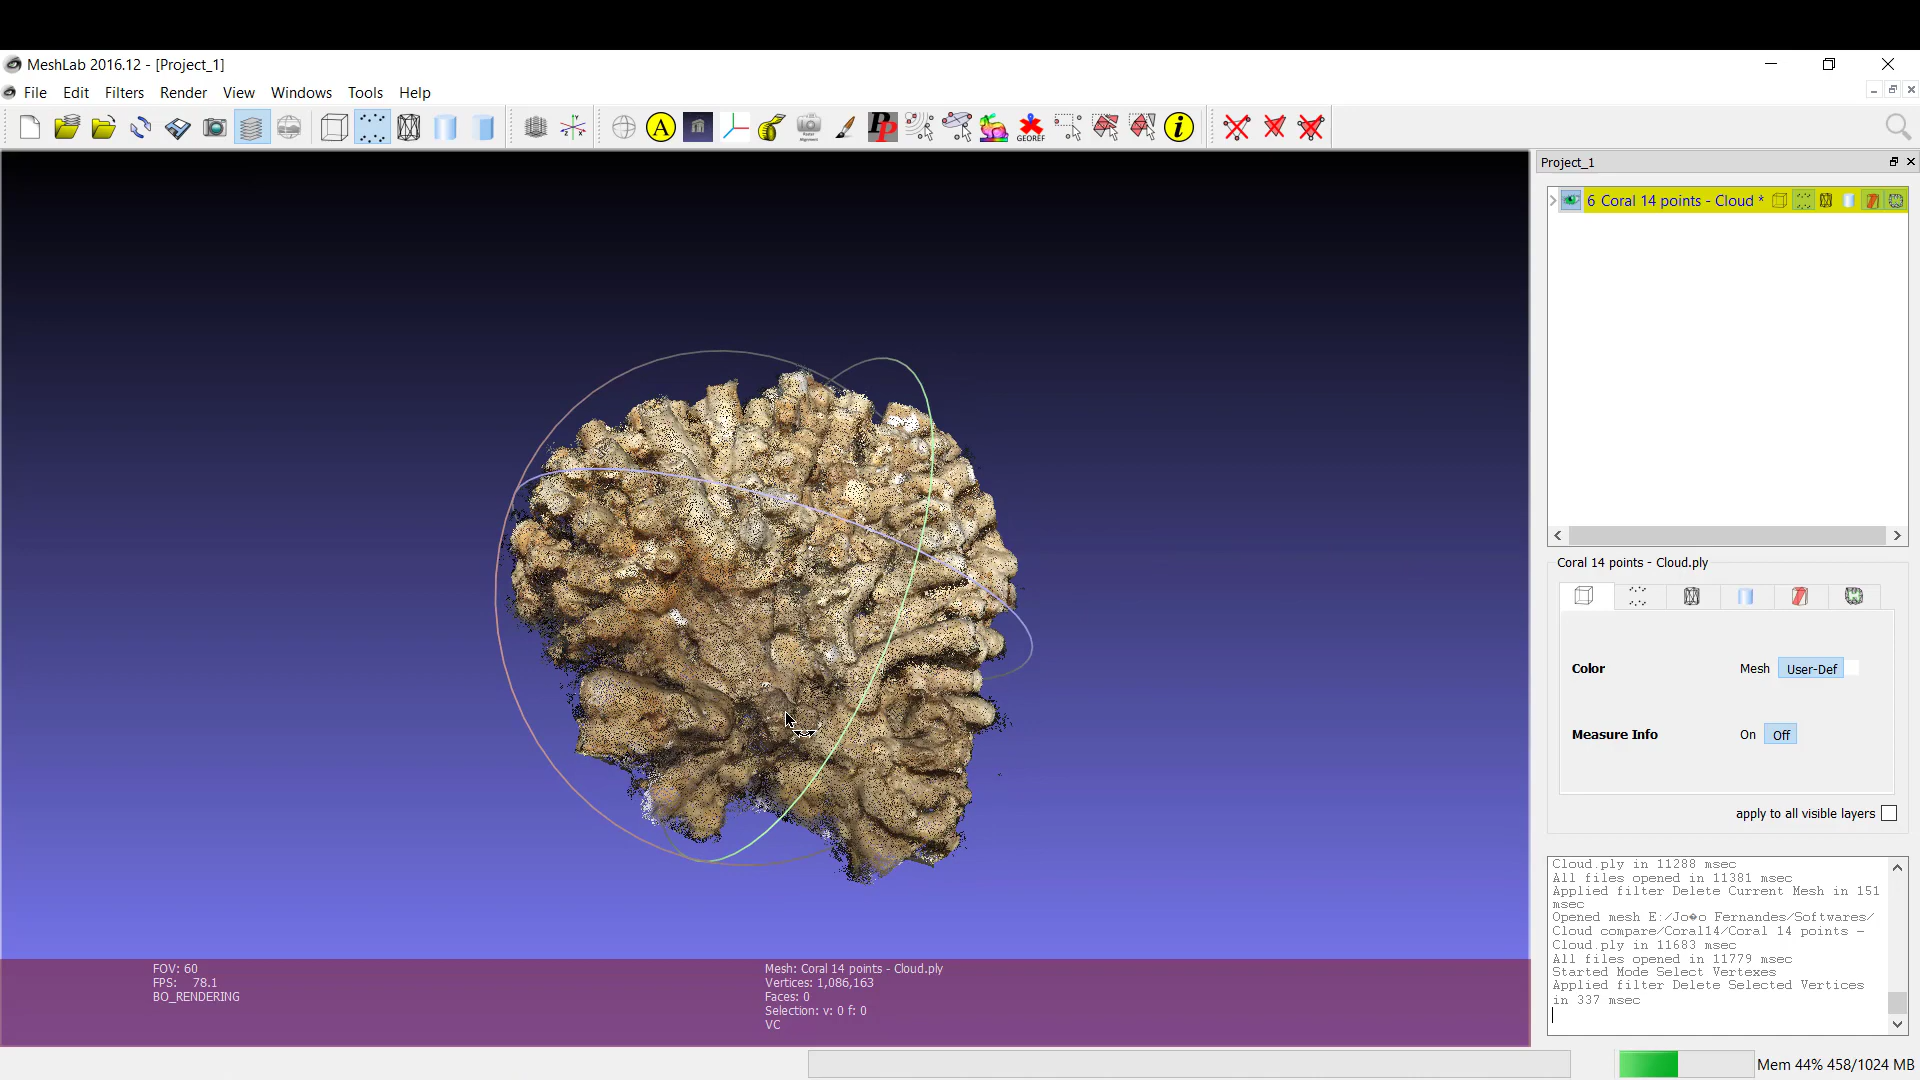 MeshLab 2016.12 - [Project_1]
File Edit Filters Render View Windows Tools Help
A
PP
GEOREF
i
Project_1
6 Coral 14 points - Cloud *
Coral 14 points - Cloud.ply
Color Mesh User-Def
Measure Info On Off
apply to all visible layers
Cloud.ply in 11288 msec
All files opened in 11381 msec
Applied filter Delete Current Mesh in 151
msec
Opened mesh E:/Jo�o Fernandes/Softwares/
Cloud compare/Coral14/Coral 14 points -
Cloud.ply in 11683 msec
All files opened in 11779 msec
Started Mode Select Vertexes
Applied filter Delete Selected Vertices
in 337 msec
FOV: 60
FPS: 78.1
BO_RENDERING
Mesh: Coral 14 points - Cloud.ply
Vertices: 1,086,163
Faces: 0
Selection: v: 0 f: 0
VC
Mem 44% 458/1024 MB